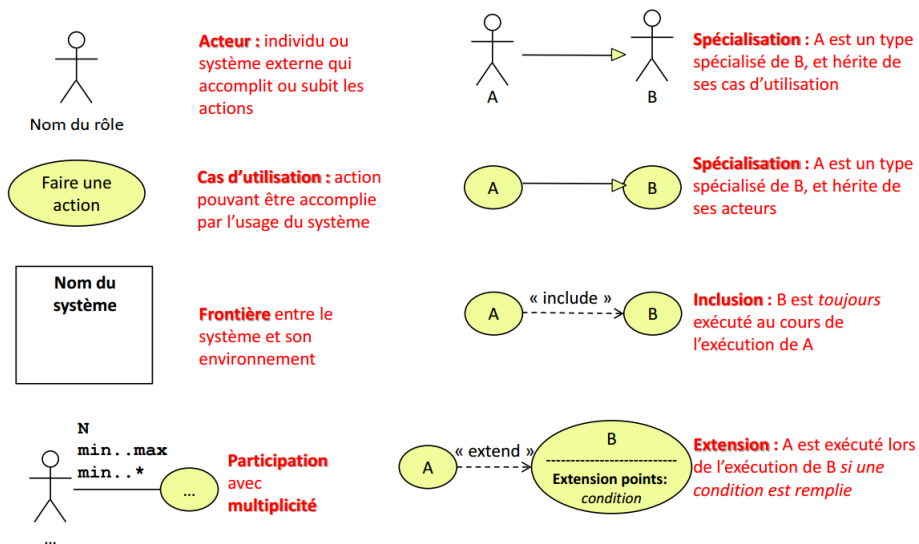 Nom du rôle
Acteur : individu ou
système externe qui
accomplit ou subit les
actions
A
B
Spécialisation : A est un type
spécialisé de B, et hérite de
ses cas d'utilisation
Faire une
action
Cas d'utilisation : action
pouvant être accomplie
par l'usage du système
A
B
Spécialisation : A est un type
spécialisé de B, et hérite de
ses acteurs
Nom du
système
Frontière entre le
système et son
environnement
« include »
A
B
Inclusion : B est toujours
exécuté au cours de
l'exécution de A
N
min..max
min..*
...
...
Participation
avec
multiplicité
A
« extend »
B
Extension points:
condition
Extension : A est exécuté lors
de l'exécution de B si une
condition est remplie